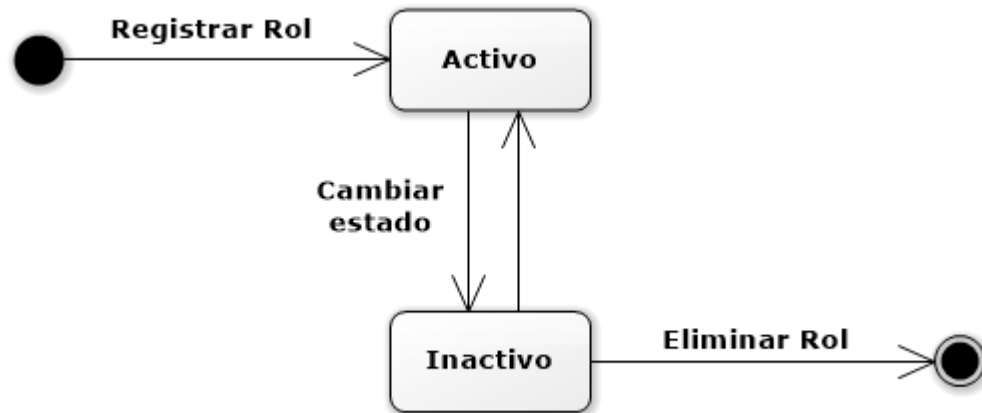 Registrar Rol
Activo
Cambiar
estado
Inactivo
Eliminar Rol